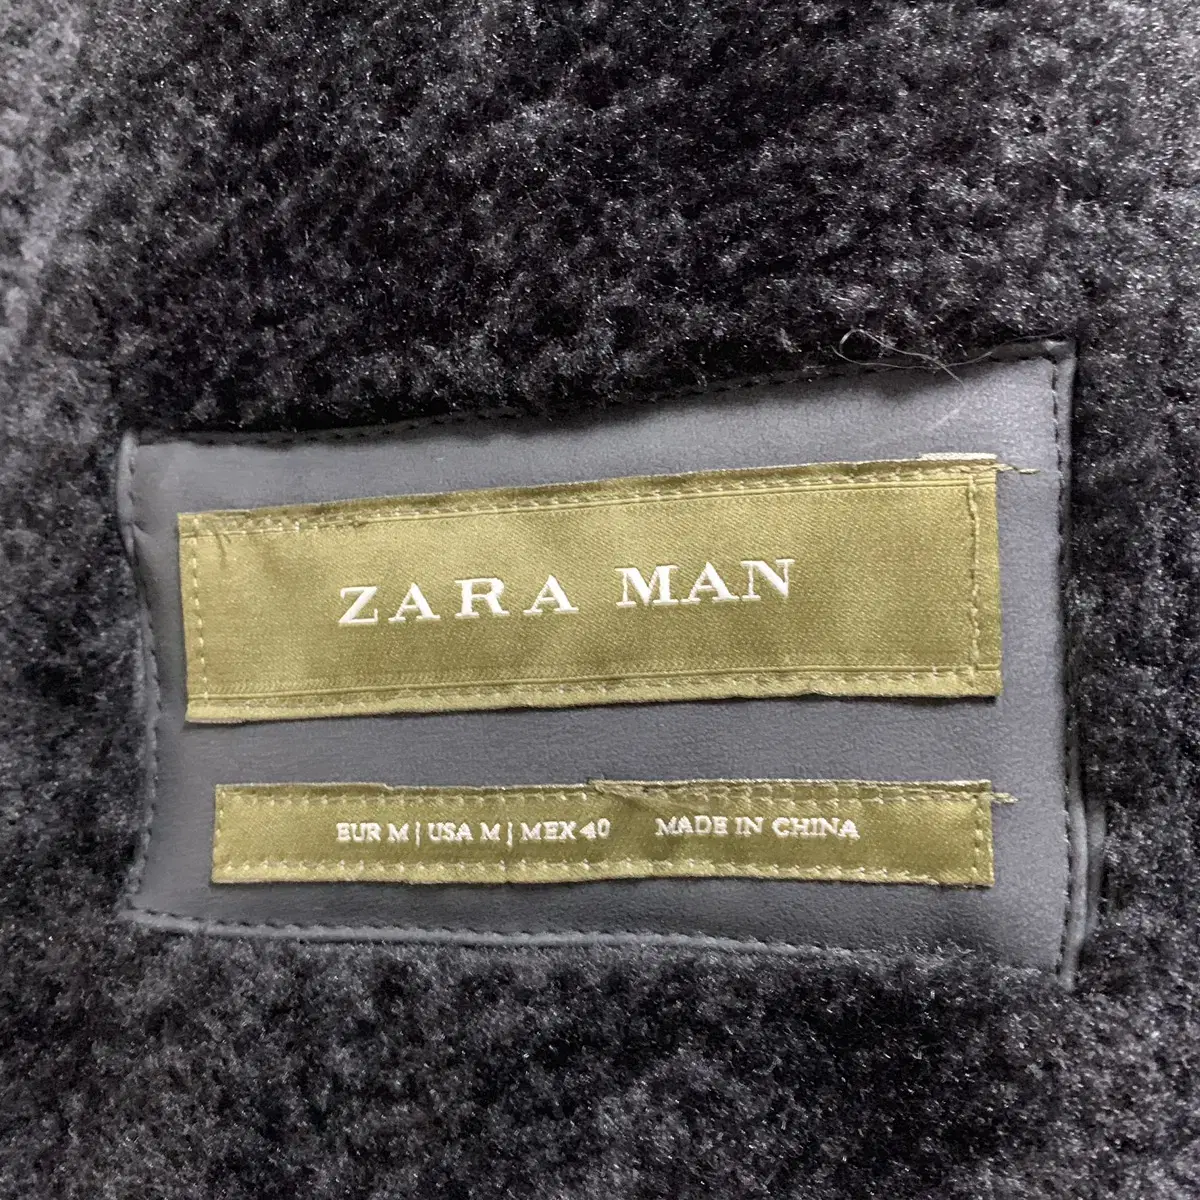 ZARA MAN
EUR M | USA M | MEX 40 MADE IN CHINA